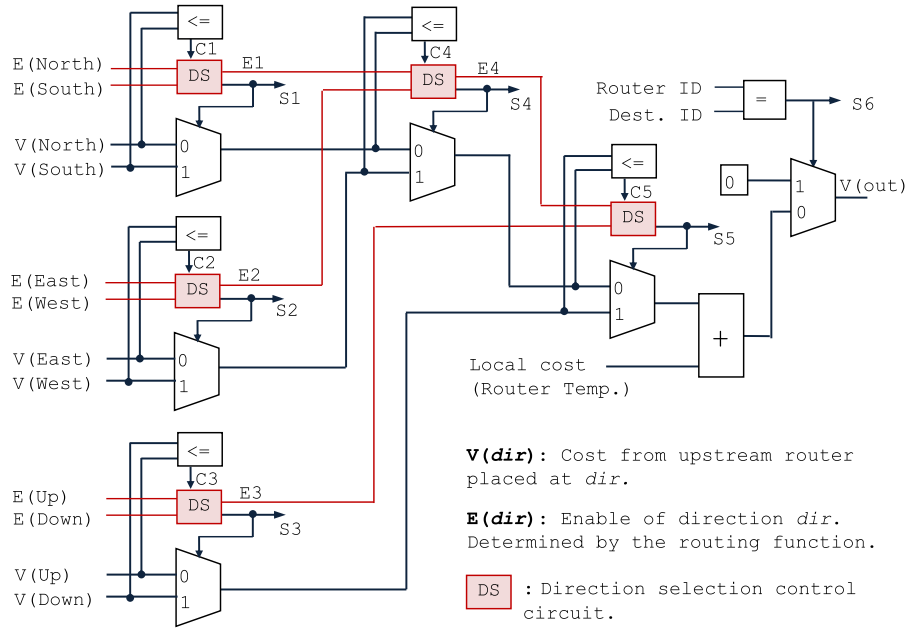 <=
C1
E(North)
E(South)
DS
E1
S1
V(North)
V(South)
0
1
<=
C4
DS
E4
S4
0
1
<=
C2
E(East)
E(West)
DS
E2
S2
V(East)
V(West)
0
1
<=
C5
DS
S5
0
1
Router ID
Dest. ID
=
S6
0
1
0
V(out)
+
Local cost
(Router Temp.)
<=
C3
E(Up)
E(Down)
DS
E3
S3
V(Up)
V(Down)
0
1
V(dir): Cost from upstream router
placed at dir.
E(dir): Enable of direction dir.
Determined by the routing function.
DS : Direction selection control
circuit.